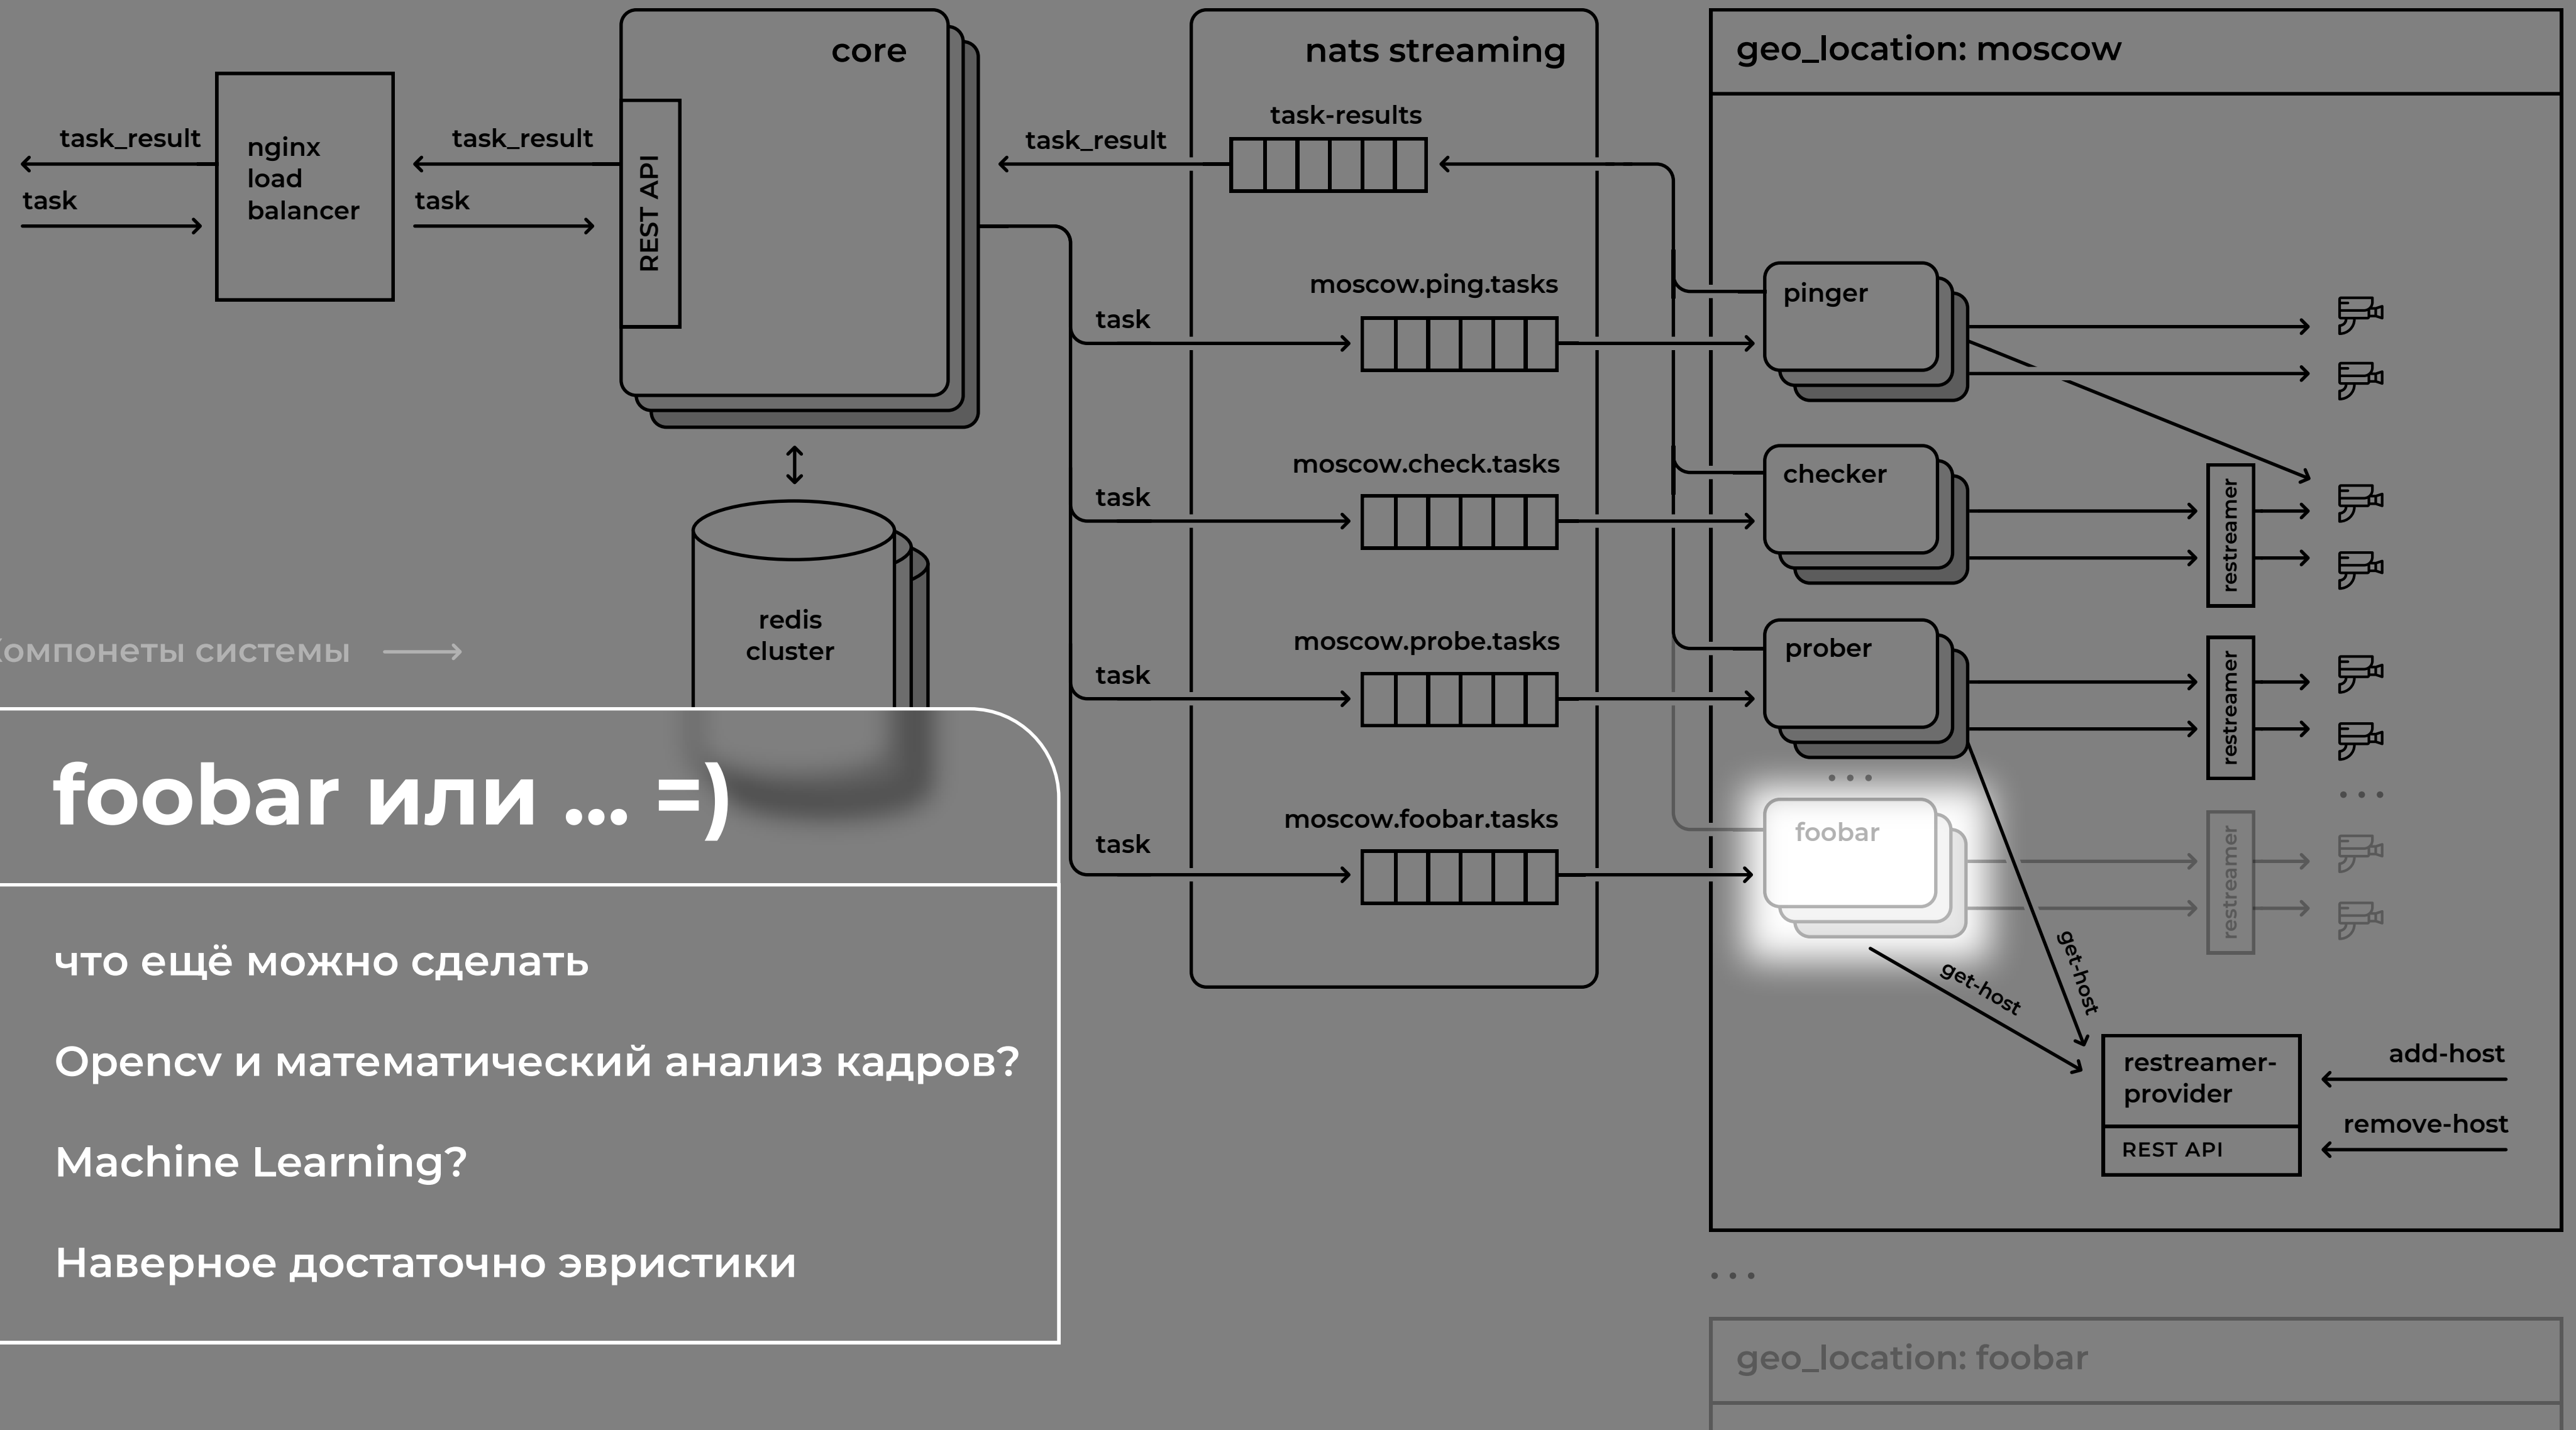 core
nats streaming
geo_location: moscow
task_result
task
nginx
load
balancer
task_result
task
REST API
task_result
task-results
moscow.ping.tasks
task
pinger
moscow.check.tasks
task
checker
restreamer
redis
cluster
moscow.probe.tasks
task
prober
restreamer
...
...
Компонеты системы
foobar или ... =)
что ещё можно сделать
Opencv и математический анализ кадров?
Machine Learning?
Наверное достаточно эвристики
moscow.foobar.tasks
task
foobar
restreamer
get-host
get-host
restreamer-
provider
REST API
add-host
remove-host
...
geo_location: foobar